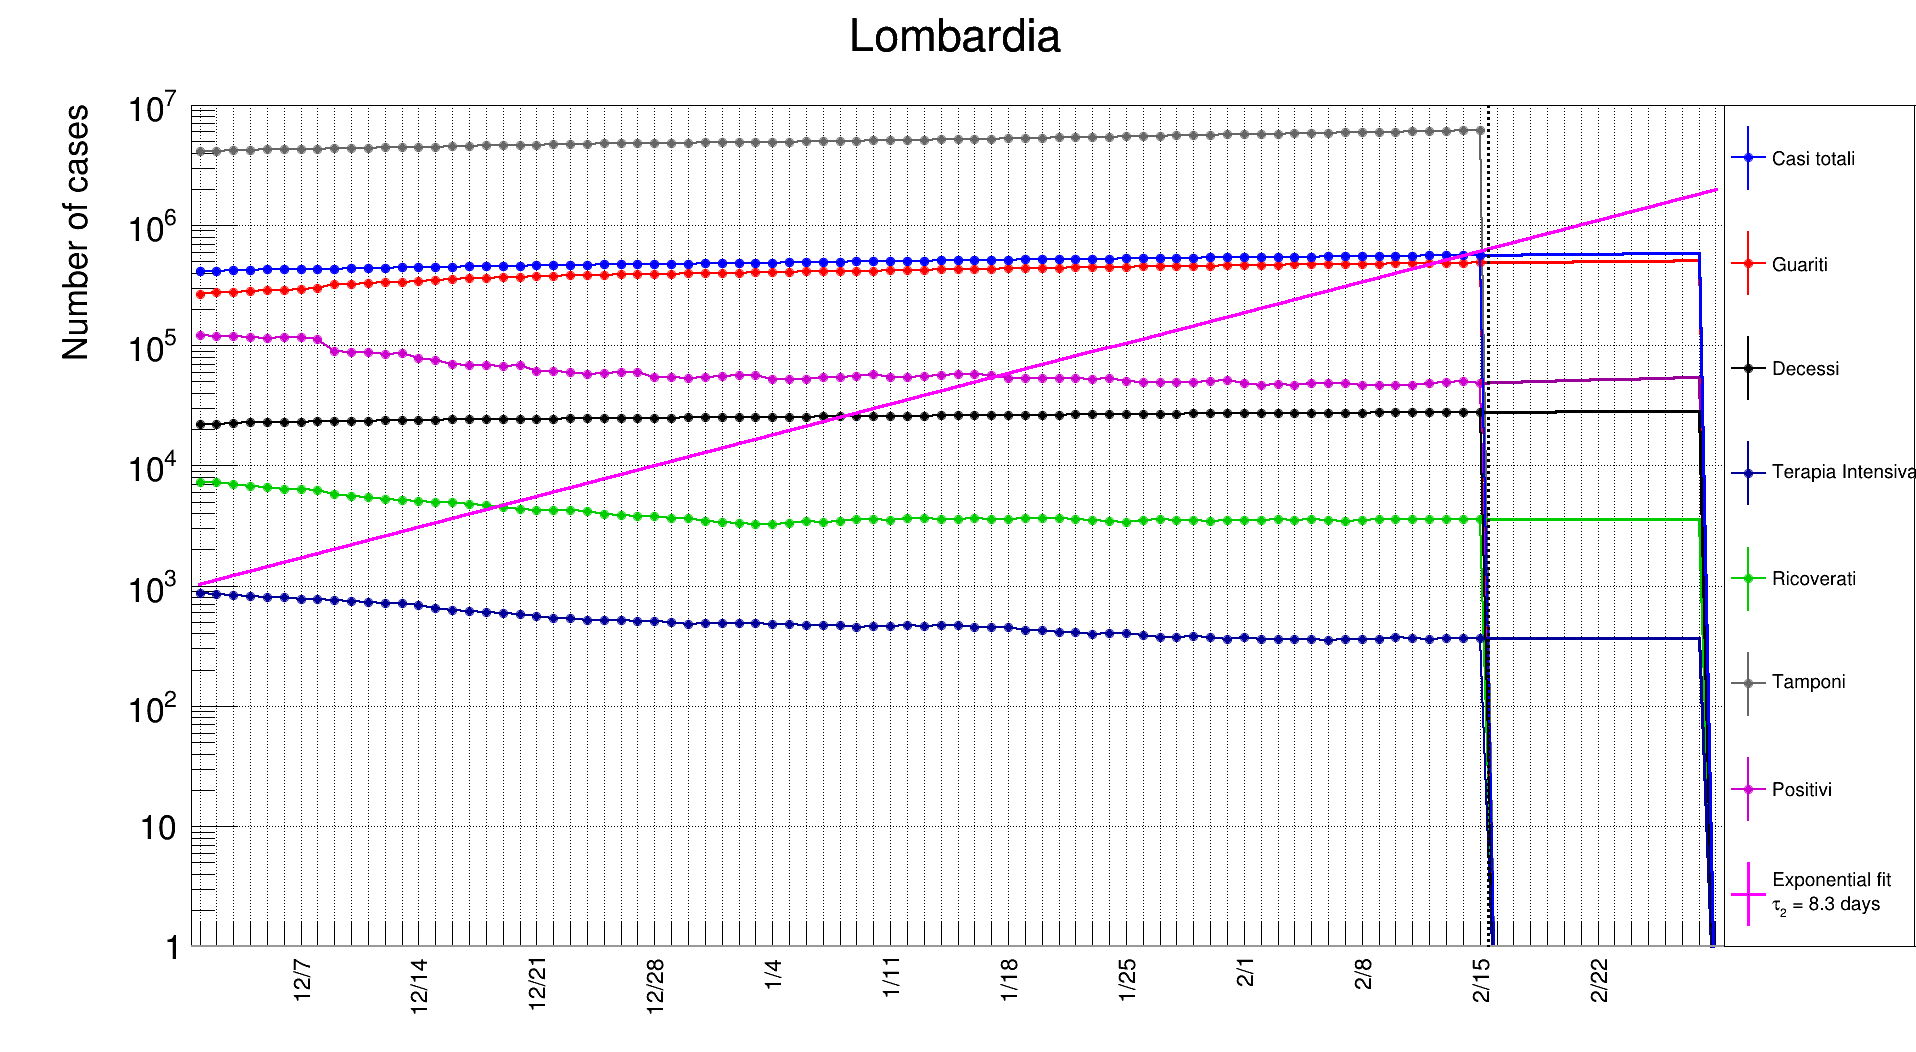 Lombardia
Number of cases
10^7
10^6
10^5
10^4
10^3
10^2
10
1
12/7
12/14
12/21
12/28
1/4
1/11
1/18
1/25
2/1
2/8
2/15
2/22
Casi totali
Guariti
Decessi
Terapia Intensiva
Ricoverati
Tamponi
Positivi
Exponential fit
τ₂ = 8.3 days